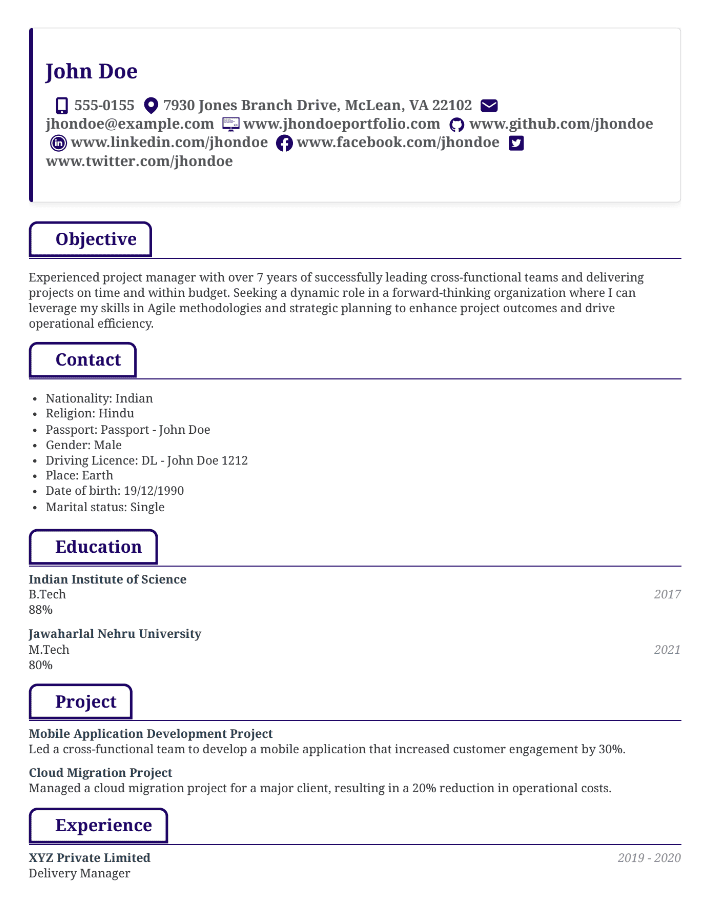 John Doe
555-0155 7930 Jones Branch Drive, McLean, VA 22102
jhondoe@example.com www.jhondoeportfolio.com www.github.com/jhondoe
www.linkedin.com/jhondoe www.facebook.com/jhondoe
www.twitter.com/jhondoe
Objective
Experienced project manager with over 7 years of successfully leading cross-functional teams and delivering
projects on time and within budget. Seeking a dynamic role in a forward-thinking organization where I can
leverage my skills in Agile methodologies and strategic planning to enhance project outcomes and drive
operational efficiency.
Contact
• Nationality: Indian
• Religion: Hindu
• Passport: Passport - John Doe
• Gender: Male
• Driving Licence: DL - John Doe 1212
• Place: Earth
• Date of birth: 19/12/1990
• Marital status: Single
Education
Indian Institute of Science
B.Tech 2017
88%
Jawaharlal Nehru University
M.Tech 2021
80%
Project
Mobile Application Development Project
Led a cross-functional team to develop a mobile application that increased customer engagement by 30%.
Cloud Migration Project
Managed a cloud migration project for a major client, resulting in a 20% reduction in operational costs.
Experience
XYZ Private Limited 2019 - 2020
Delivery Manager